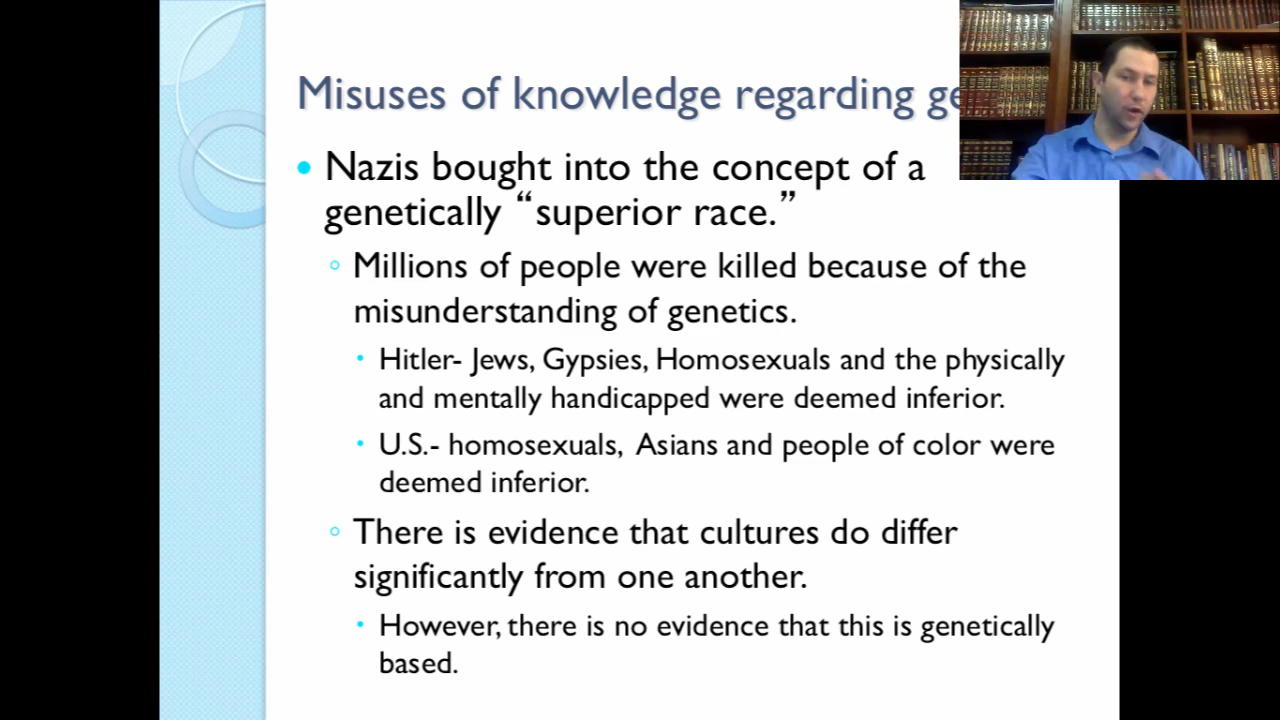 Misuses of knowledge regarding
Nazis bought into the concept of a
genetically “superior race.”
Millions of people were killed because of the
misunderstanding of genetics.
Hitler- Jews, Gypsies, Homosexuals and the physically
and mentally handicapped were deemed inferior.
U.S.- homosexuals, Asians and people of color were
deemed inferior.
There is evidence that cultures do differ
significantly from one another.
However, there is no evidence that this is genetically
based.